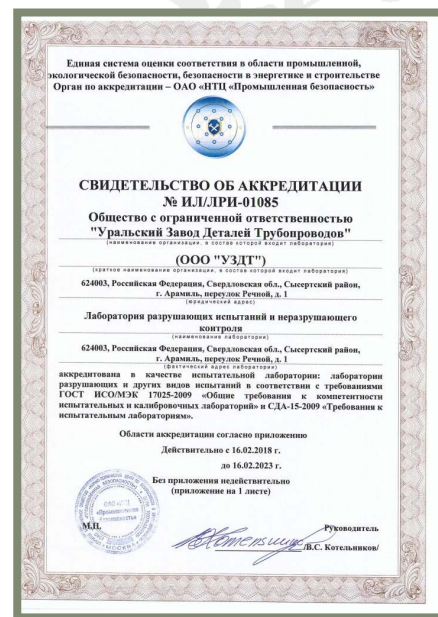 Единая система оценки соответствия в области промышленной,
экологической безопасности, безопасности в энергетике и строительстве
Орган по аккредитации – ОАО «НТЦ «Промышленная безопасность»
СВИДЕТЕЛЬСТВО ОБ АККРЕДИТАЦИИ
№ ИЛ/ЛРИ-01085
Общество с ограниченной ответственностью
"Уральский Завод Деталей Трубопроводов"
(наименование организации, в состав которой входит лаборатория)
(ООО "УЗДТ")
(краткое наименование организации, в состав которой входит лаборатория)
624003, Российская Федерация, Свердловская обл., Сысертский район,
г. Арамиль, переулок Речной, д. 1
(юридический адрес)
Лаборатория разрушающих испытаний и неразрушающего
контроля
(наименование лаборатории)
624003, Российская Федерация, Свердловская обл., Сысертский район,
г. Арамиль, переулок Речной, д. 1
(фактический адрес лаборатории)
аккредитована в качестве испытательной лаборатории: лаборатории
разрушающих и других видов испытаний в соответствии с требованиями
ГОСТ ИСО/МЭК 17025-2009 «Общие требования к компетентности
испытательных и калибровочных лабораторий» и СДА-15-2009 «Требования к
испытательным лабораториям».
Области аккредитации согласно приложению
Действительно с 16.02.2018 г.
до 16.02.2023 г.
Без приложения недействительно
(приложение на 1 листе)
ОАО «НТЦ
«Промышленная
безопасность»
МОСКВА
М.П.
Руководитель
/В.С. Котельников/